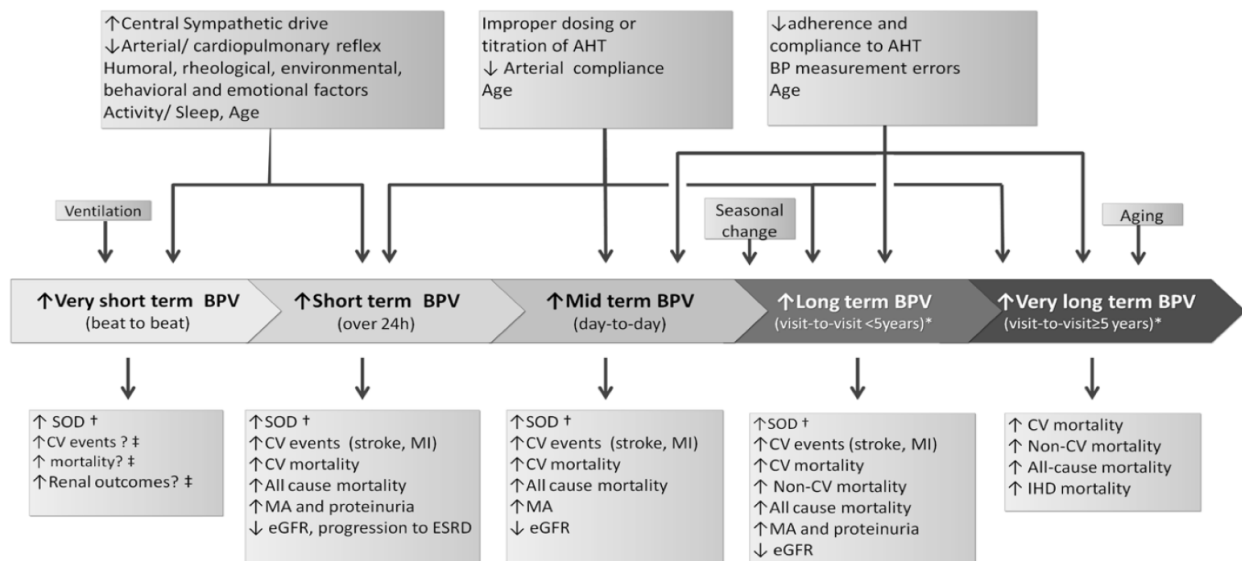 ↑Central Sympathetic drive
↓Arterial/ cardiopulmonary reflex
Humoral, rheological, environmental,
behavioral and emotional factors
Activity/ Sleep, Age
Improper dosing or
titration of AHT
↓ Arterial compliance
Age
↓adherence and
compliance to AHT
BP measurement errors
Age
Ventilation
Seasonal
change
Aging
↑Very short term BPV
(beat to beat)
↑Short term BPV
(over 24h)
↑Mid term BPV
(day-to-day)
↑Long term BPV
(visit-to-visit <5years)*
↑Very long term BPV
(visit-to-visit≥5 years)*
↑ SOD †
↑CV events ? ‡
↑ mortality? ‡
↑Renal outcomes? ‡
↑SOD †
↑CV events (stroke, MI)
↑CV mortality
↑All cause mortality
↑MA and proteinuria
↓ eGFR, progression to ESRD
↑SOD †
↑CV events (stroke, MI)
↑CV mortality
↑All cause mortality
↑MA
↓ eGFR
↑SOD †
↑CV events (stroke, MI)
↑CV mortality
↑ Non-CV mortality
↑All cause mortality
↑MA and proteinuria
↓ eGFR
↑ CV mortality
↑ Non-CV mortality
↑ All-cause mortality
↑ IHD mortality